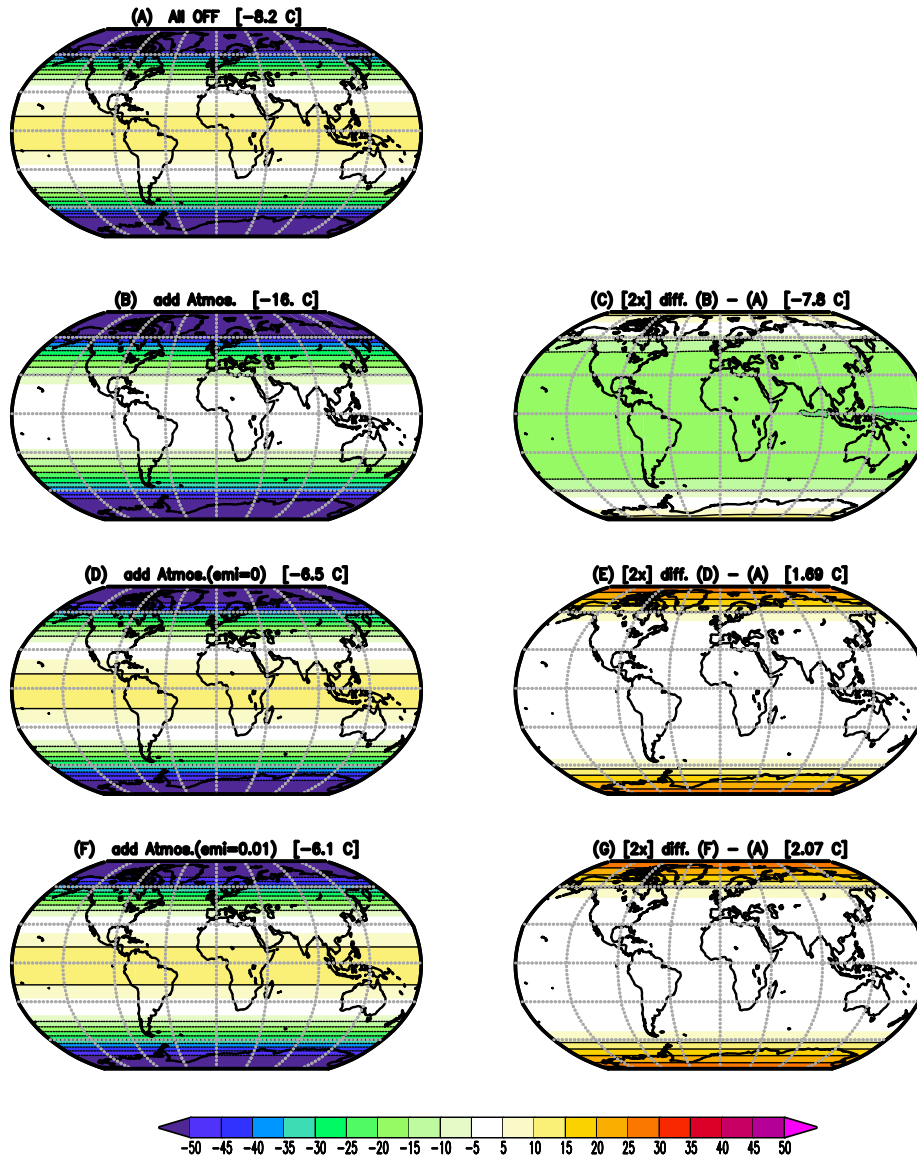 (A) All OFF [-8.2 C]
(B) add Atmos. [-16. C]
(C) [2x] diff. (B) - (A) [-7.8 C]
(D) add Atmos.(emi=0) [-6.5 C]
(E) [2x] diff. (D) - (A) [1.69 C]
(F) add Atmos.(emi=0.01) [-6.1 C]
(G) [2x] diff. (F) - (A) [2.07 C]
-50 -45 -40 -35 -30 -25 -20 -15 -10 -5 5 10 15 20 25 30 35 40 45 50